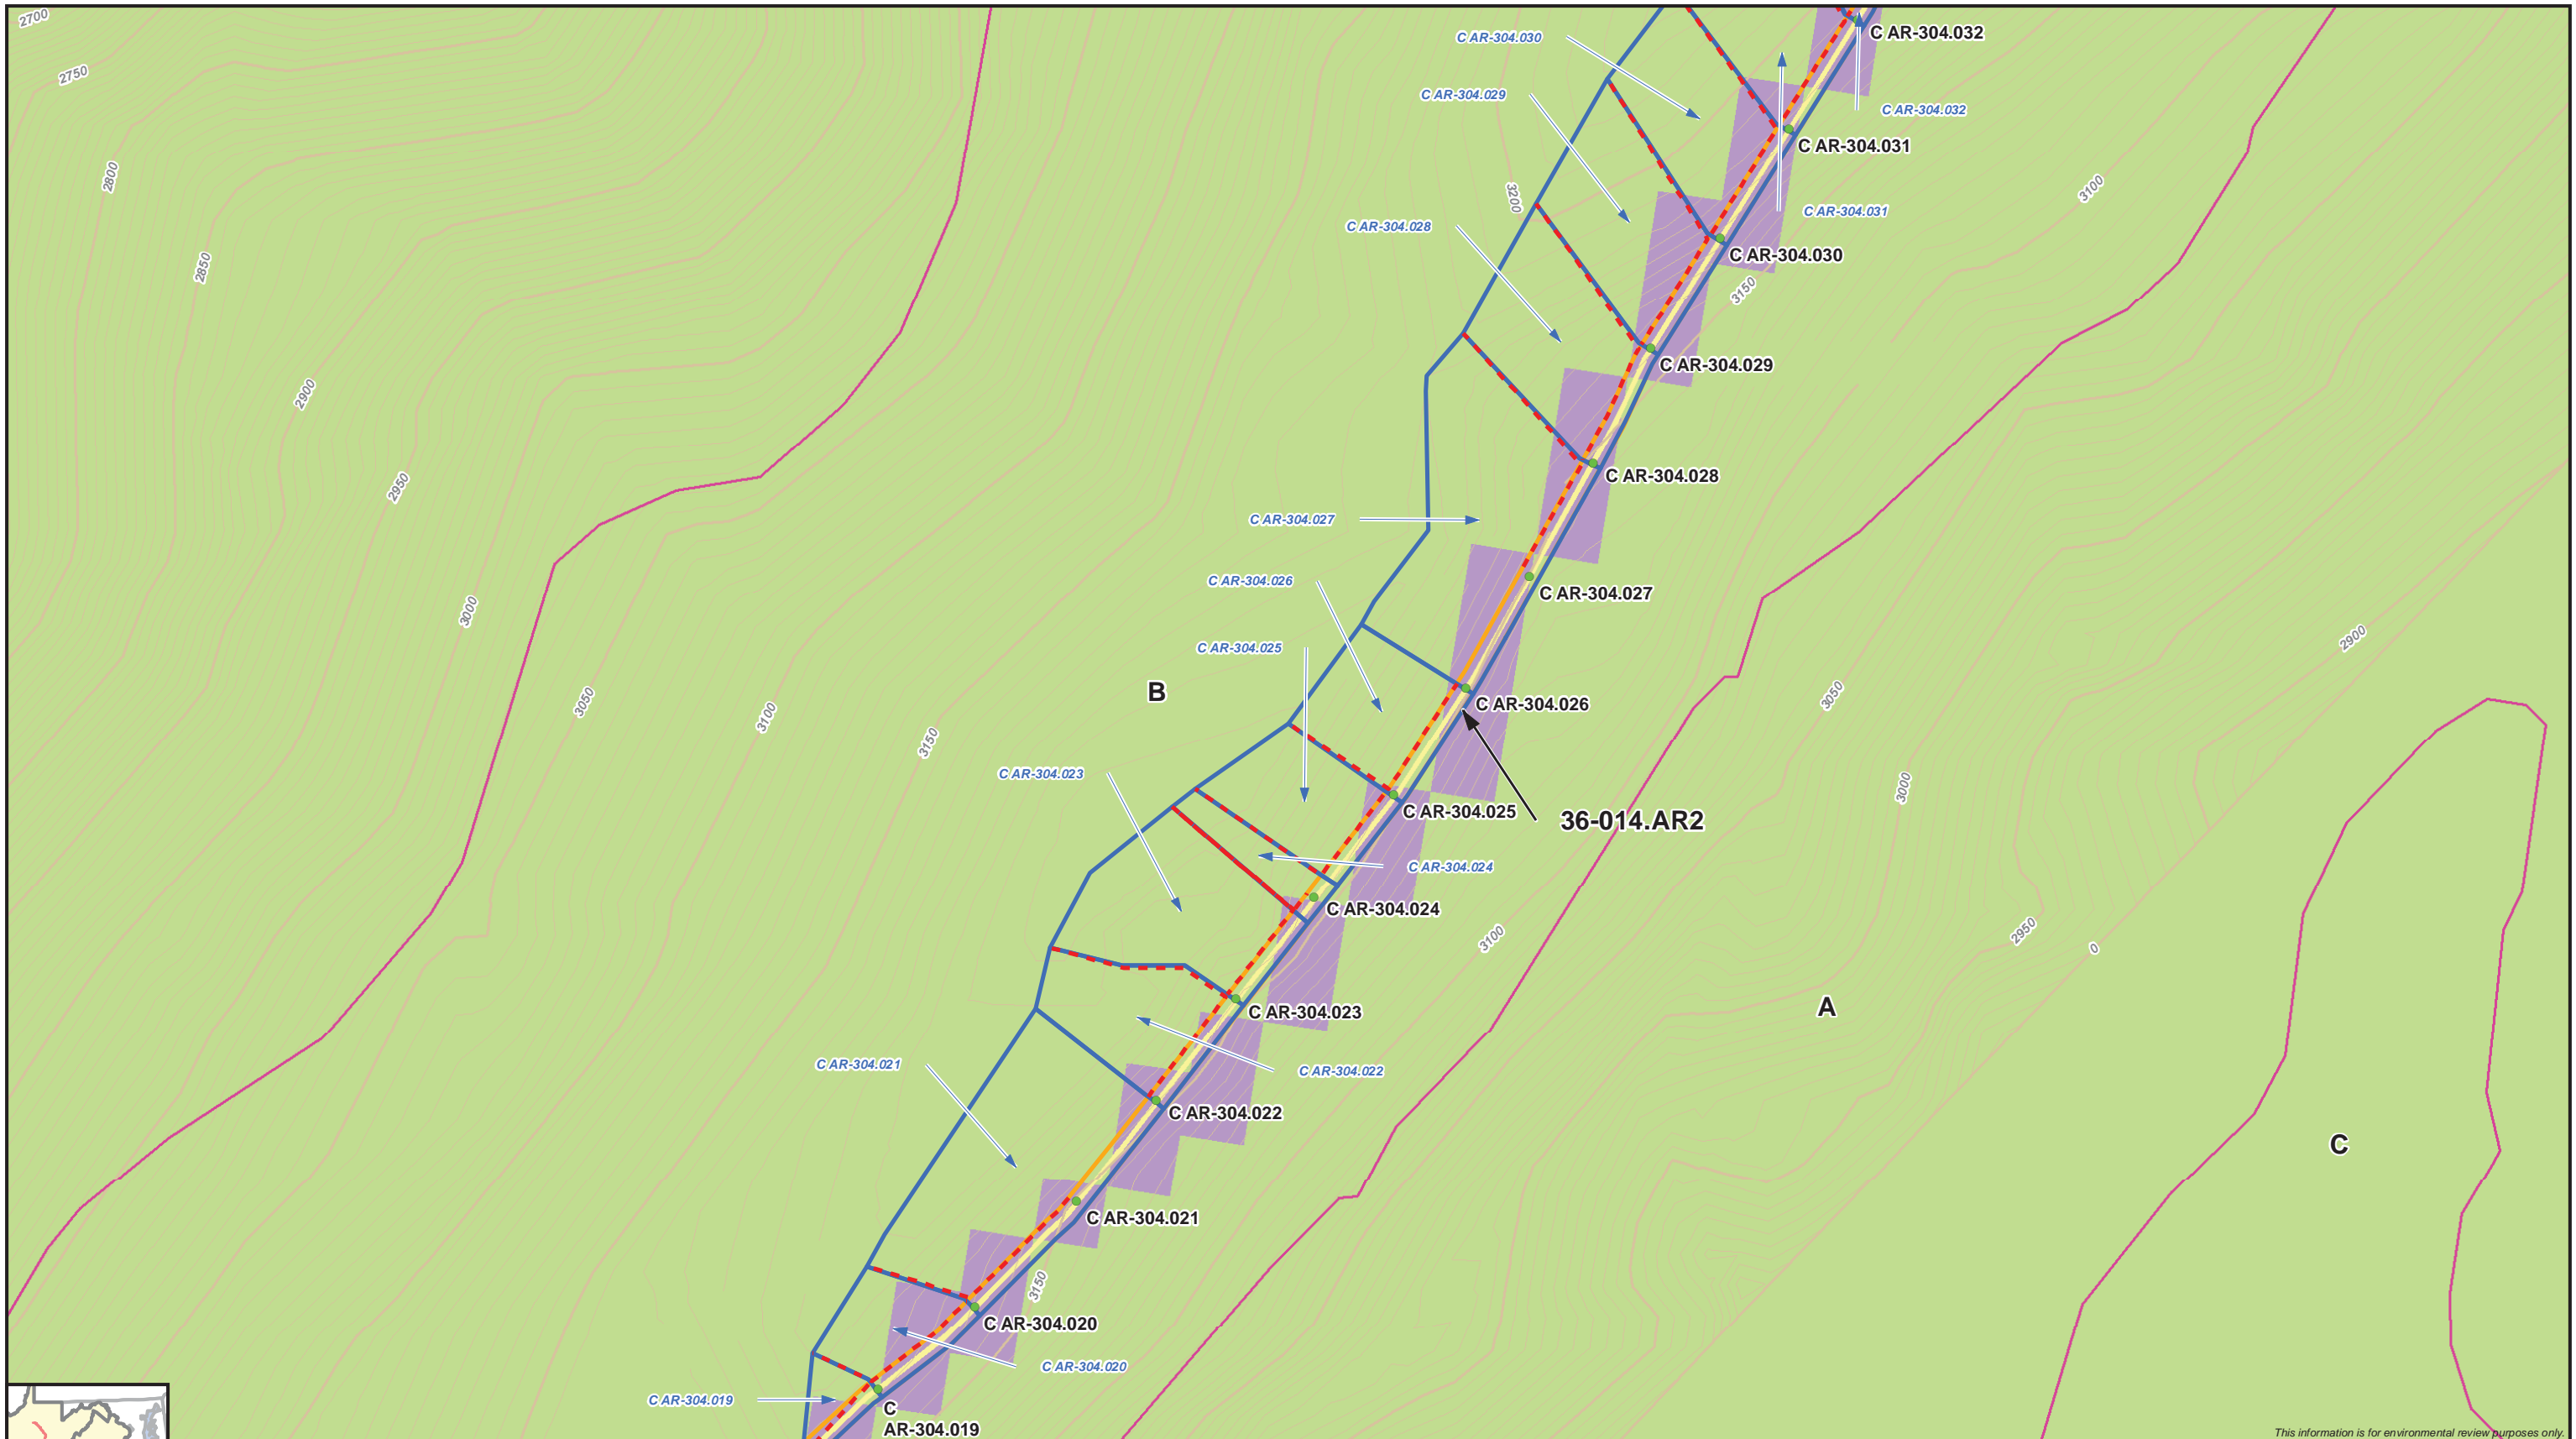 2700
C AR-304.032
C AR-304.030
2750
C AR-304.029
C AR-304.032
C AR-304.031
2800
3200
3100
C AR-304.031
C AR-304.028
C AR-304.030
2850
3150
C AR-304.029
2900
C AR-304.028
2950
C AR-304.027
C AR-304.026
C AR-304.027
3000
2900
C AR-304.025
B
3050
3050
C AR-304.026
3100
3150
C AR-304.023
3000
C AR-304.025
36-014.AR2
C AR-304.024
C AR-304.024
2950
3100
0
A
C AR-304.023
C AR-304.021
C AR-304.022
C AR-304.022
C
C AR-304.021
3150
C AR-304.020
C AR-304.020
C AR-304.019
C
AR-304.019
This information is for environmental review purposes only.